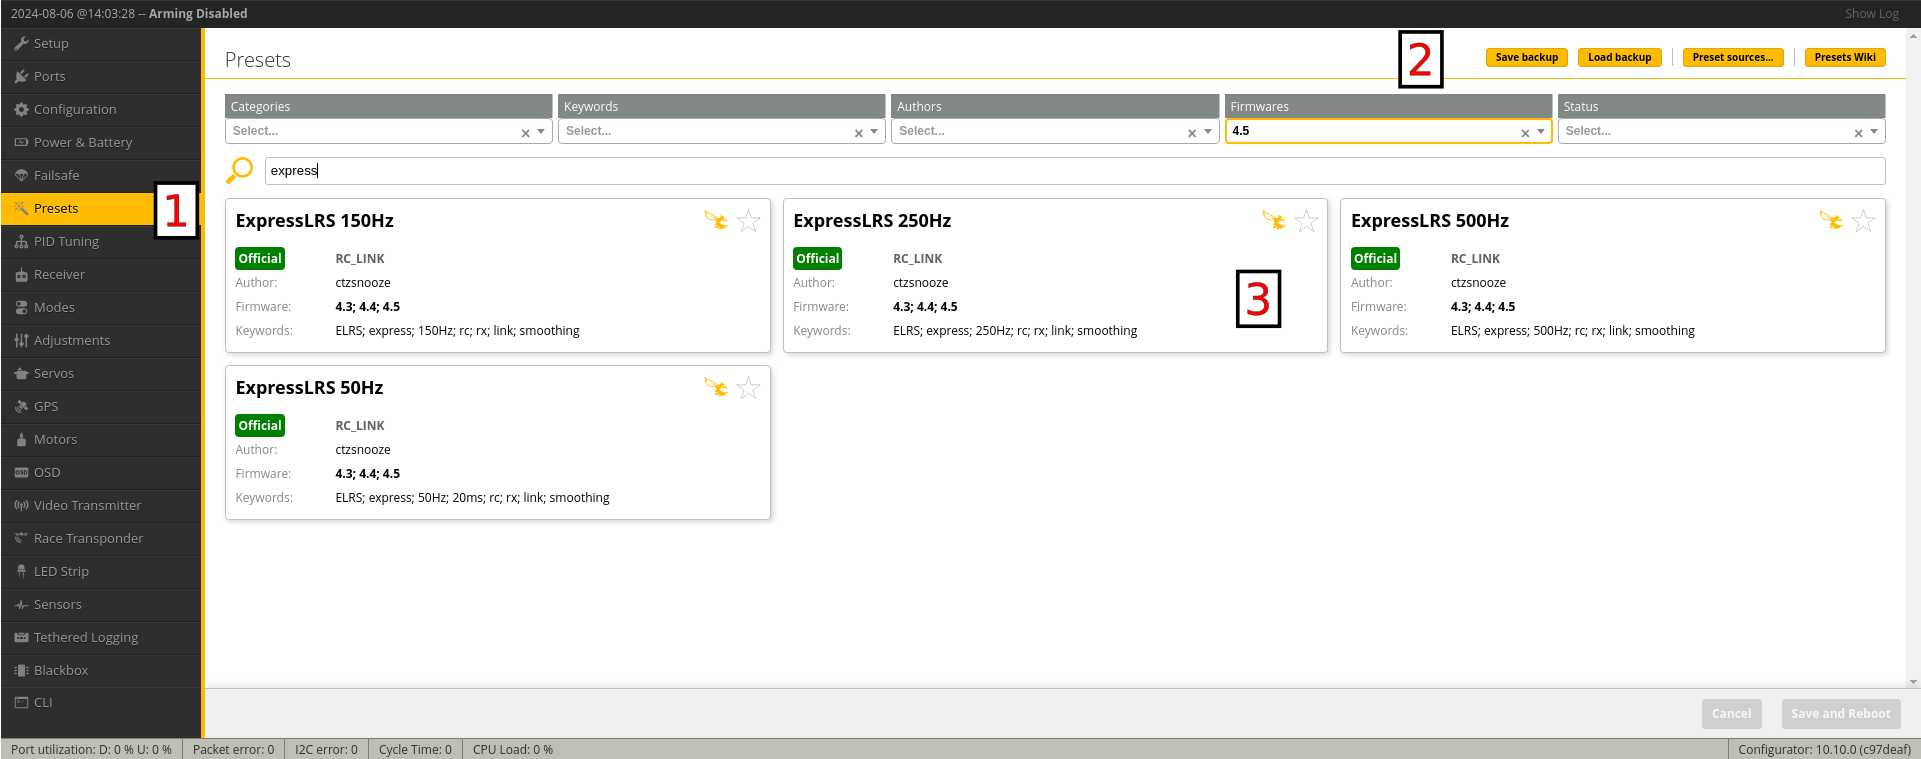 2024-08-06 @14:03:28 -- Arming Disabled Show Log
Setup
Ports
Configuration
Power & Battery
Failsafe
Presets
PID Tuning
Receiver
Modes
Adjustments
Servos
GPS
Motors
OSD
Video Transmitter
Race Transponder
LED Strip
Sensors
Tethered Logging
Blackbox
CLI
1
Presets
2
Save backup Load backup Preset sources... Presets Wiki
Categories Keywords Authors Firmwares Status
Select... Select... Select... 4.5 Select...
express
ExpressLRS 150Hz
Official RC_LINK
Author: ctzsnooze
Firmware: 4.3; 4.4; 4.5
Keywords: ELRS; express; 150Hz; rc; rx; link; smoothing
ExpressLRS 250Hz
Official RC_LINK
Author: ctzsnooze
Firmware: 4.3; 4.4; 4.5
Keywords: ELRS; express; 250Hz; rc; rx; link; smoothing
3
ExpressLRS 500Hz
Official RC_LINK
Author: ctzsnooze
Firmware: 4.3; 4.4; 4.5
Keywords: ELRS; express; 500Hz; rc; rx; link; smoothing
ExpressLRS 50Hz
Official RC_LINK
Author: ctzsnooze
Firmware: 4.3; 4.4; 4.5
Keywords: ELRS; express; 50Hz; 20ms; rc; rx; link; smoothing
Cancel Save and Reboot
Port utilization: D: 0 % U: 0 % Packet error: 0 I2C error: 0 Cycle Time: 0 CPU Load: 0 % Configurator: 10.10.0 (c97deaf)